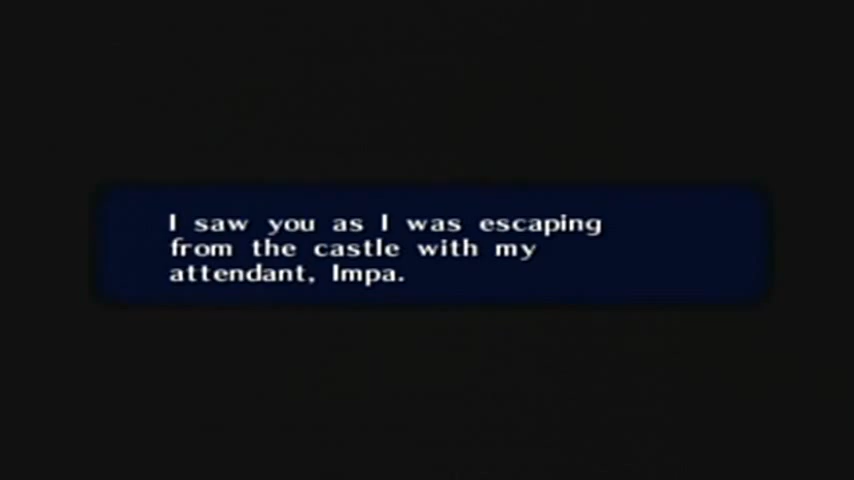 I saw you as I was escaping
from the castle with my
attendant, Impa.